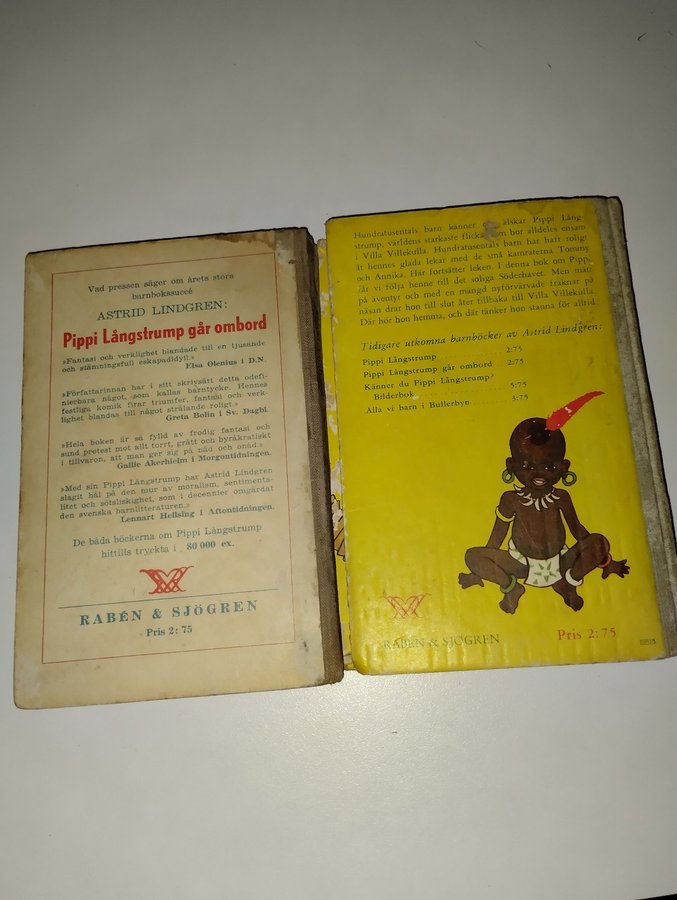 Vad pressen säger om årets stora
barnbokssuccé
ASTRID LINDGREN:
Pippi Långstrump går ombord
»Fantasi och verklighet blandade till en tjusande
och stämningsfull eskapadidyll.»
Elsa Olenius i D.N.
»Författarinnan har i sitt skrivsätt detta odefi-
nierbara något, som kallas barntycke. Hennes
festliga komik firar triumfer, fantasi och verk-
lighet blandas till något strålande roligt.»
Greta Bolin i Sv. Dagbl.
»Hela boken är så fylld av frodig fantasi och
sund protest mot allt torrt, grått och byråkratiskt
i tillvaron, att man ger sig på nåd och onåd.»
Gallie Åkerhielm i Morgontidningen.
»Med sin Pippi Långstrump har Astrid Lindgren
slagit hål på den mur av moralism, sentimenta-
litet och sötsliskighet, som i decennier omgärdat
den svenska barnlitteraturen.»
Lennart Hellsing i Aftontidningen.
De båda böckerna om Pippi Långstrump
hittills tryckta i 80 000 ex.
RABÉN & SJÖGREN
Pris 2:75
Hundratusentals barn känner älskar Pippi Lång-
strump, världens starkaste flicka som bor alldeles ensam
i Villa Villekulla. Hundratusentals barn har haft roligt
åt hennes glada lekar med de små kamraterna Tommy
och Annika. Här fortsätter leken. I denna bok om Pippi
får vi följa henne till det soliga Söderhavet. Men mätt
på äventyr och med en mängd nyförvärvade fräknar på
näsan drar hon till slut åter tillbaka till Villa Villekulla.
Där hör hon hemma, och där tänker hon stanna för alltid.
Tidigare utkomna barnböcker av Astrid Lindgren:
Pippi Långstrump 2:75
Pippi Långstrump går ombord 2:75
Känner du Pippi Långstrump?
Bilderbok 5:75
Alla vi barn i Bullerbyn 3:75
RABÉN & SJÖGREN
Pris 2:75